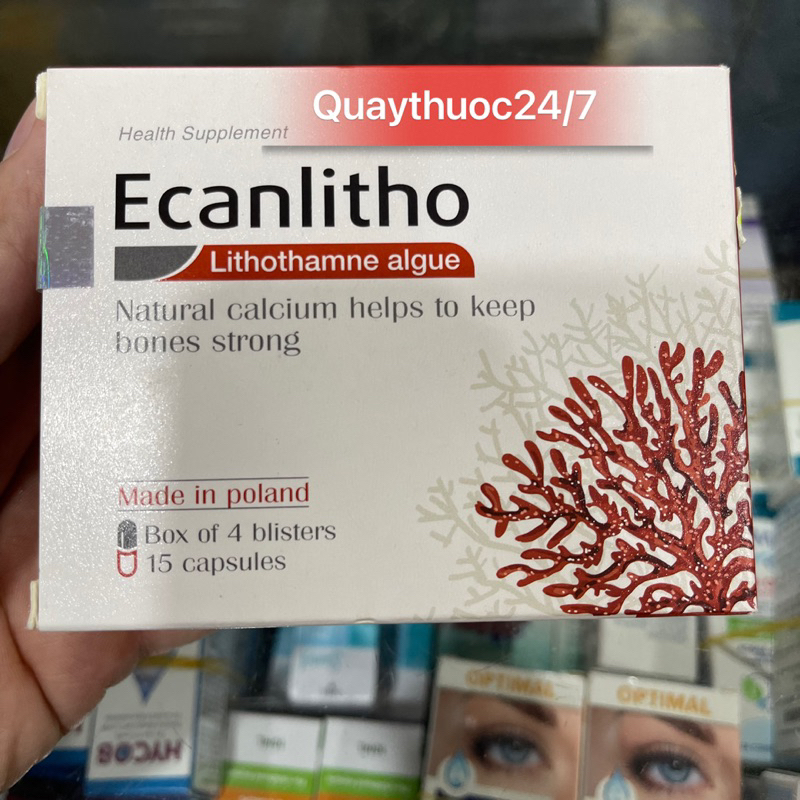 Quaythuoc24/7
Health Supplement
Ecanlitho
Lithothamne algue
Natural calcium helps to keep
bones strong
Made in poland
Box of 4 blisters
15 capsules
OPTIMAL
OPTIMAL
HYCOB